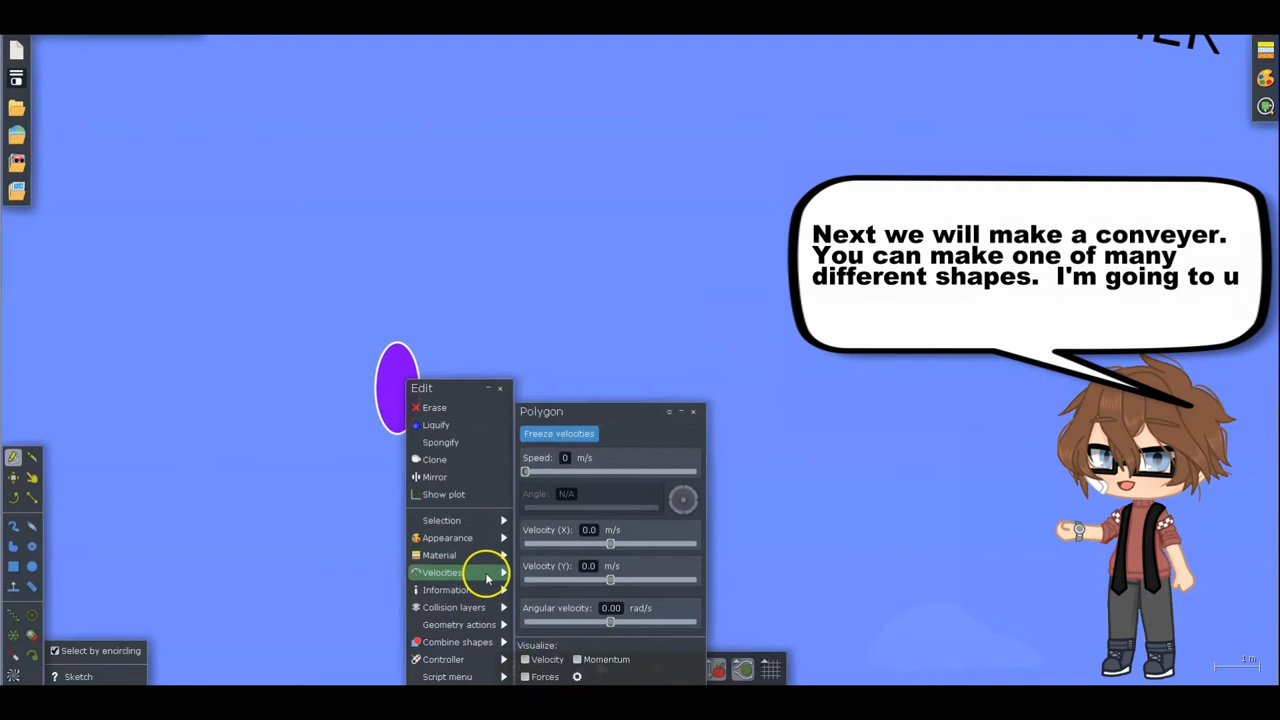 Next we will make a conveyer.
You can make one of many
different shapes.  I'm going to u
Edit
Erase
Liquify
Spongify
Clone
Mirror
Show plot
Selection
Appearance
Material
Velocities
Information
Collision layers
Geometry actions
Combine shapes
Controller
Script menu
Polygon
Freeze velocities
Speed: 0 m/s
Angle: N/A
Velocity (X): 0.0 m/s
Velocity (Y): 0.0 m/s
Angular velocity: 0.00 rad/s
Visualize:
Velocity Momentum
Forces
Select by encircling
? Sketch
1 m